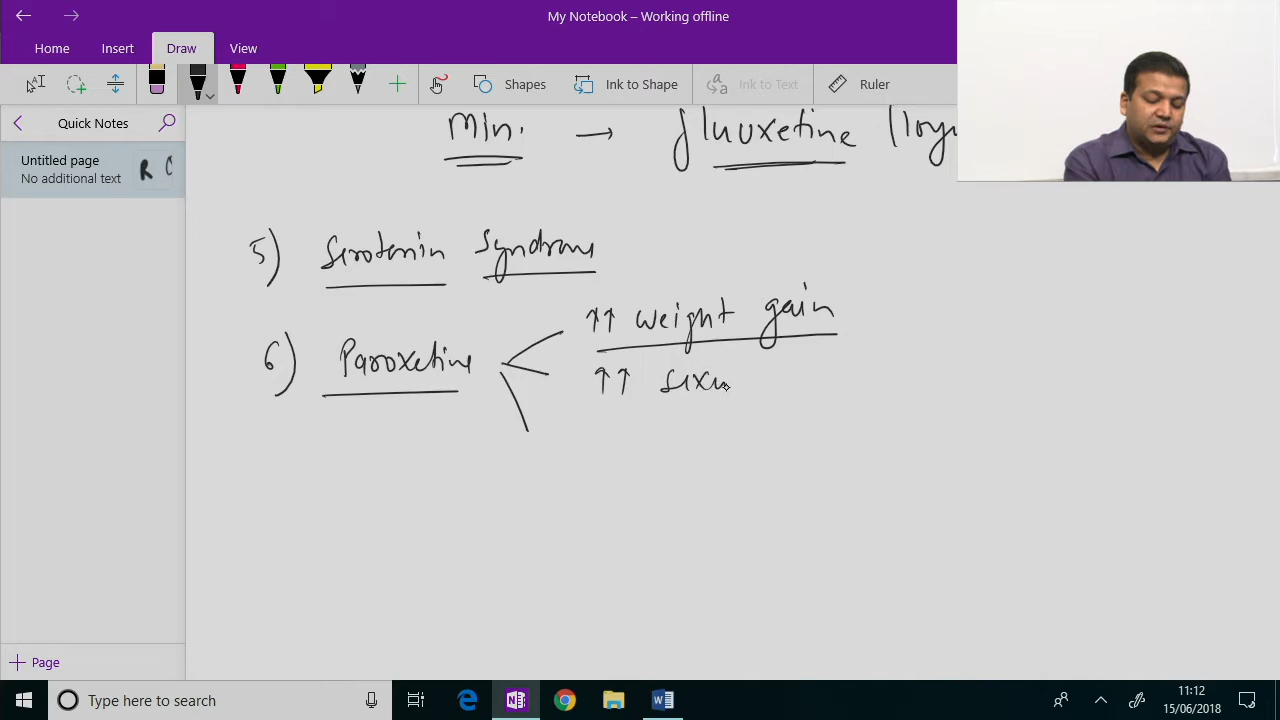 My Notebook – Working offline
Home Insert Draw View
Shapes Ink to Shape Ink to Text Ruler
Quick Notes
Untitled page
No additional text R C
Min. → fluoxetine (long
5) Serotonin Syndrome
6) Paroxetine ↑↑ weight gain
↑↑ sexu
+ Page
Type here to search
11:12
15/06/2018